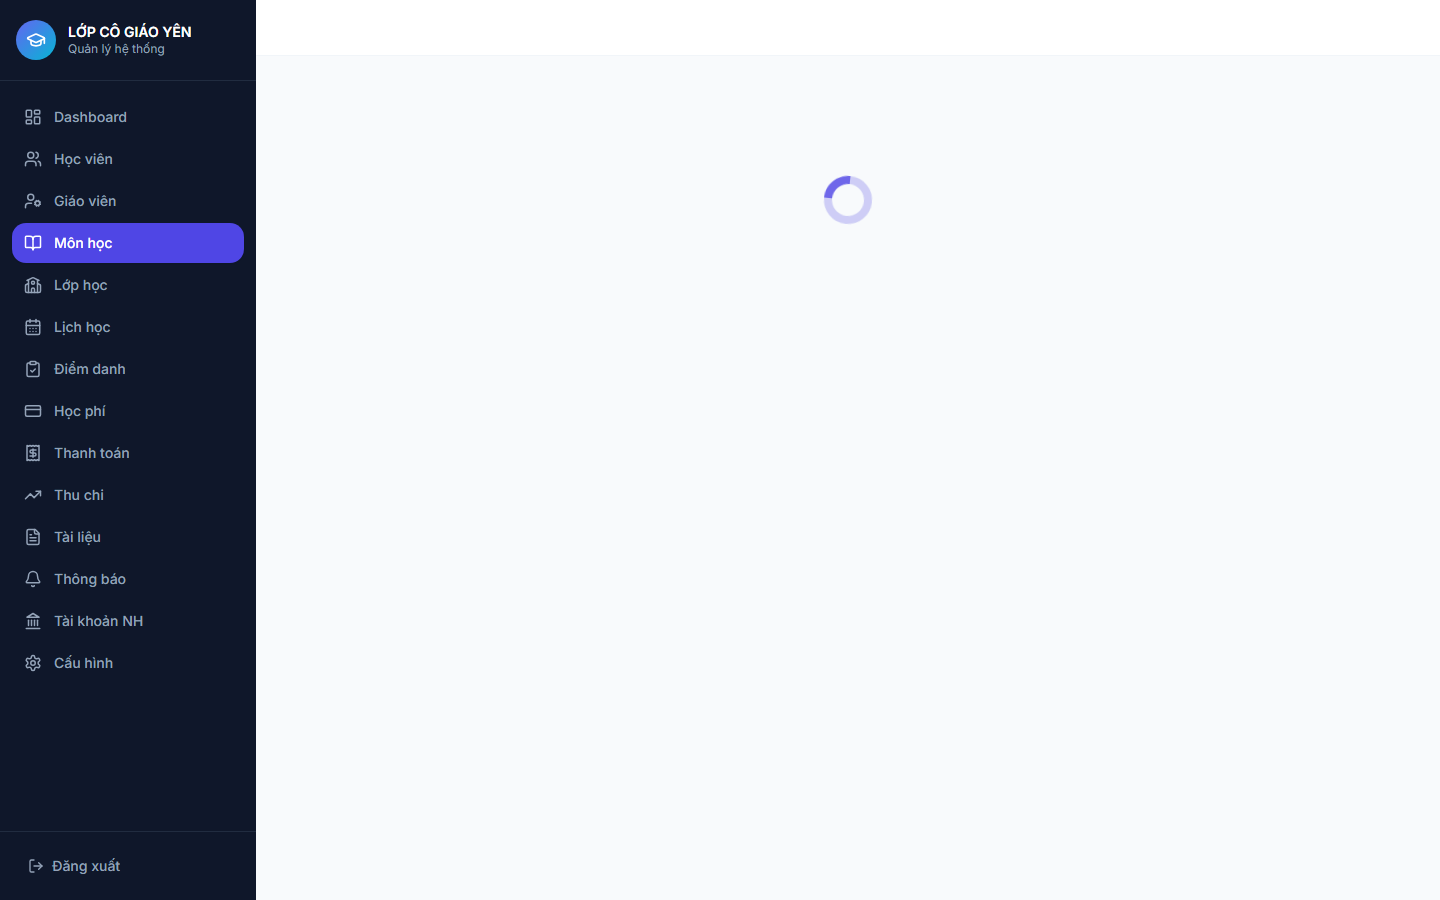 LỚP CÔ GIÁO YÊN
Quản lý hệ thống
Dashboard
Học viên
Giáo viên
Môn học
Lớp học
Lịch học
Điểm danh
Học phí
Thanh toán
Thu chi
Tài liệu
Thông báo
Tài khoản NH
Cấu hình
Đăng xuất